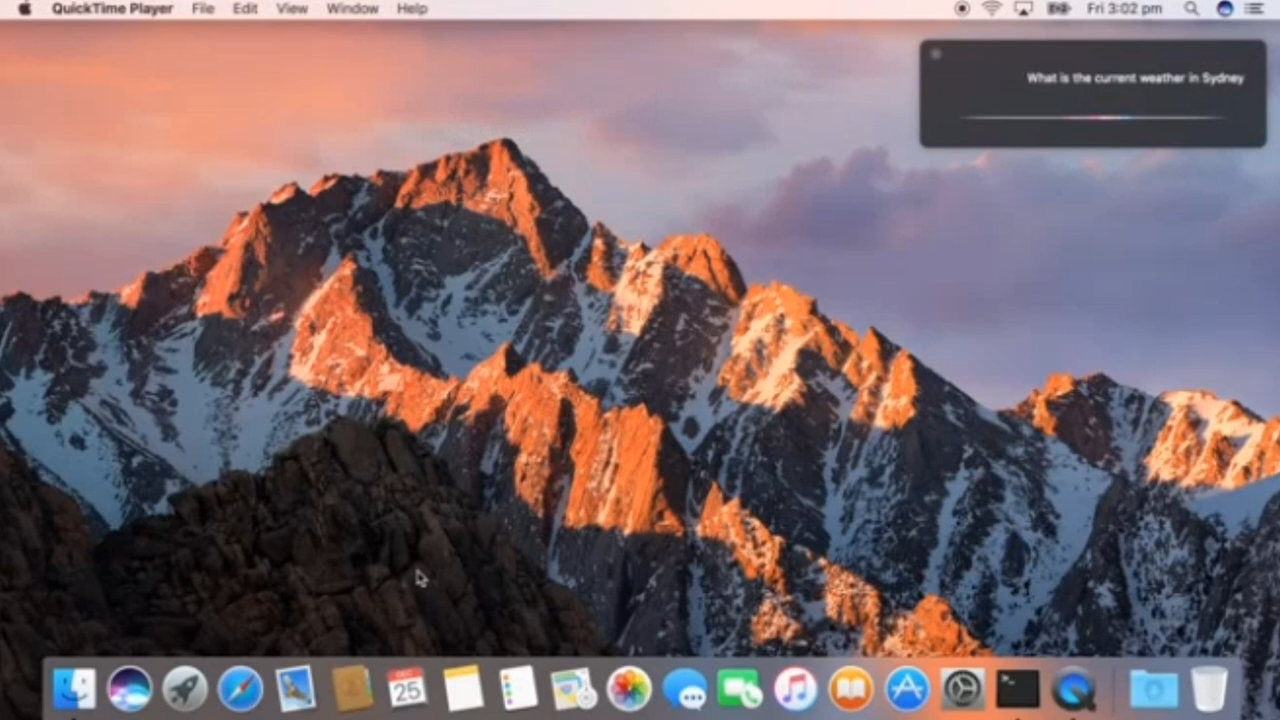 QuickTime Player File Edit View Window Help Fri 3:02 pm
What is the current weather in Sydney
25